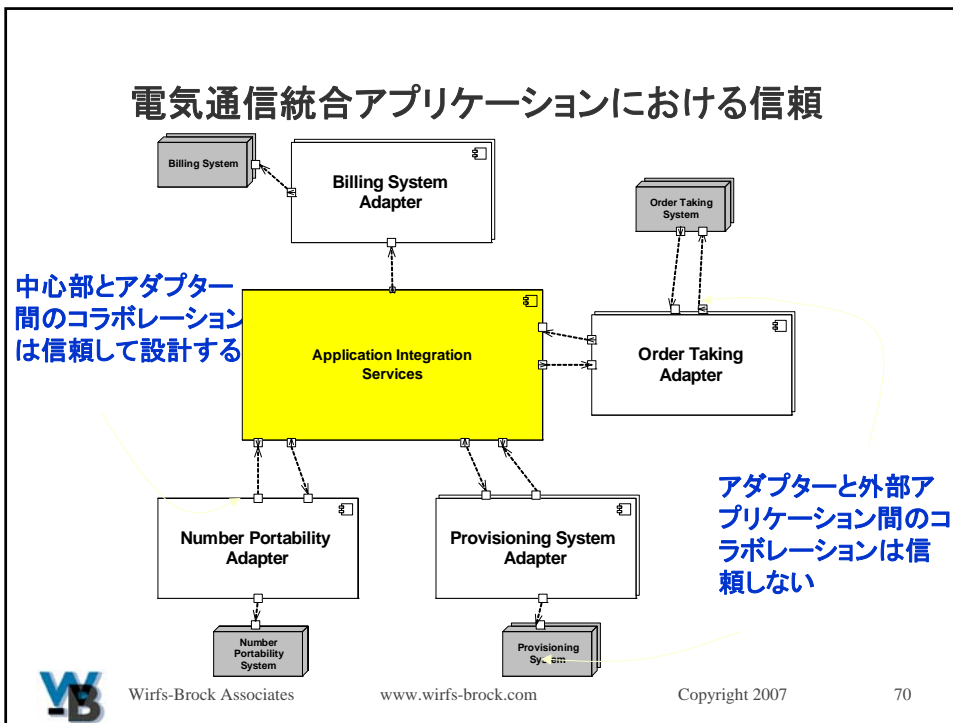 電気通信統合アプリケーションにおける信頼
Billing System
Billing System
Adapter
Order Taking
System
中心部とアダプター
間のコラボレーション
は信頼して設計する
Application Integration
Services
Order Taking
Adapter
アダプターと外部ア
プリケーション間のコ
ラボレーションは信
頼しない
Number Portability
Adapter
Provisioning System
Adapter
Number
Portability
System
Provisioning
System
WB
Wirfs-Brock Associates www.wirfs-brock.com Copyright 2007 70